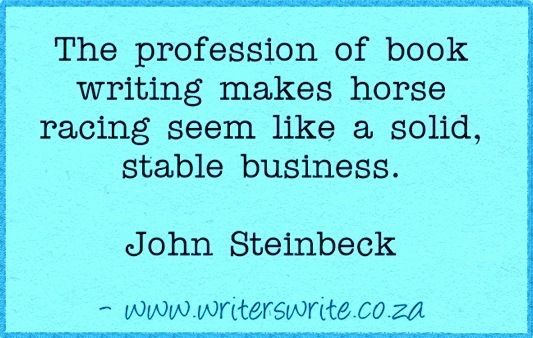 The profession of book
writing makes horse
racing seem like a solid,
stable business.
John Steinbeck
- www.writerswrite.co.za